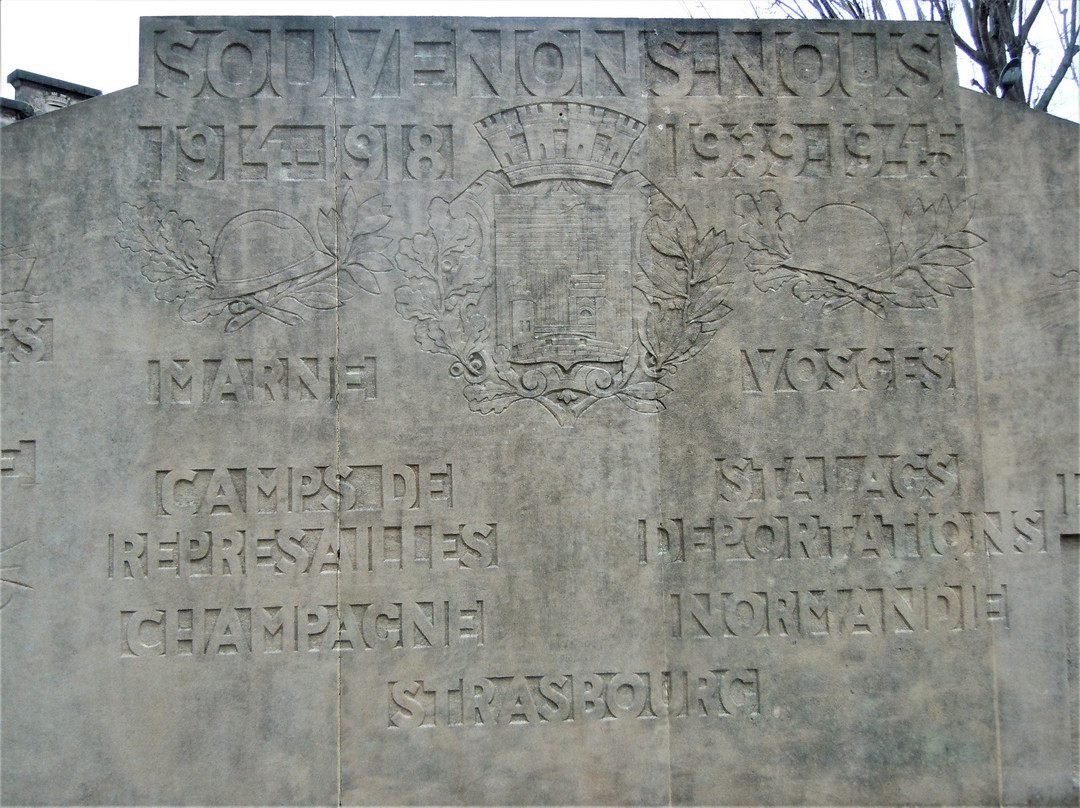 SOUVENONS-NOUS
1914-1918 1939-1945
MARNE VOSGES
CAMPS DE STALAGS
REPRESAILLES DEPORTATIONS
CHAMPAGNE NORMANDIE
STRASBOURG